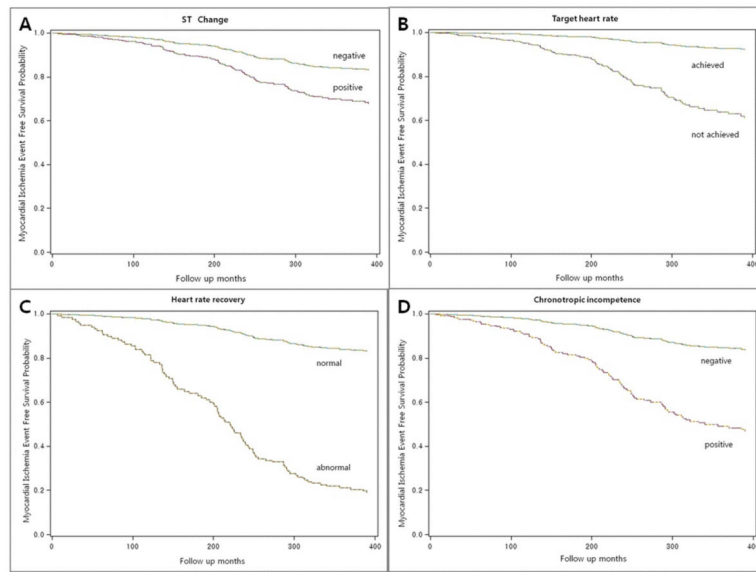 A
ST Change
Myocardial Ischemia Event Free Survival Probability
1.0
0.8
0.6
0.4
0.2
0.0
negative
positive
0
100
200
300
400
Follow up months
B
Target heart rate
Myocardial Ischemia Event Free Survival Probability
1.0
0.8
0.6
0.4
0.2
0.0
achieved
not achieved
0
100
200
300
400
Follow up months
C
Heart rate recovery
Myocardial Ischemia Event Free Survival Probability
1.0
0.8
0.6
0.4
0.2
0.0
normal
abnormal
0
100
200
300
400
Follow up months
D
Chronotropic incompetence
Myocardial Ischemia Event Free Survival Probability
1.0
0.8
0.6
0.4
0.2
0.0
negative
positive
0
100
200
300
400
Follow up months